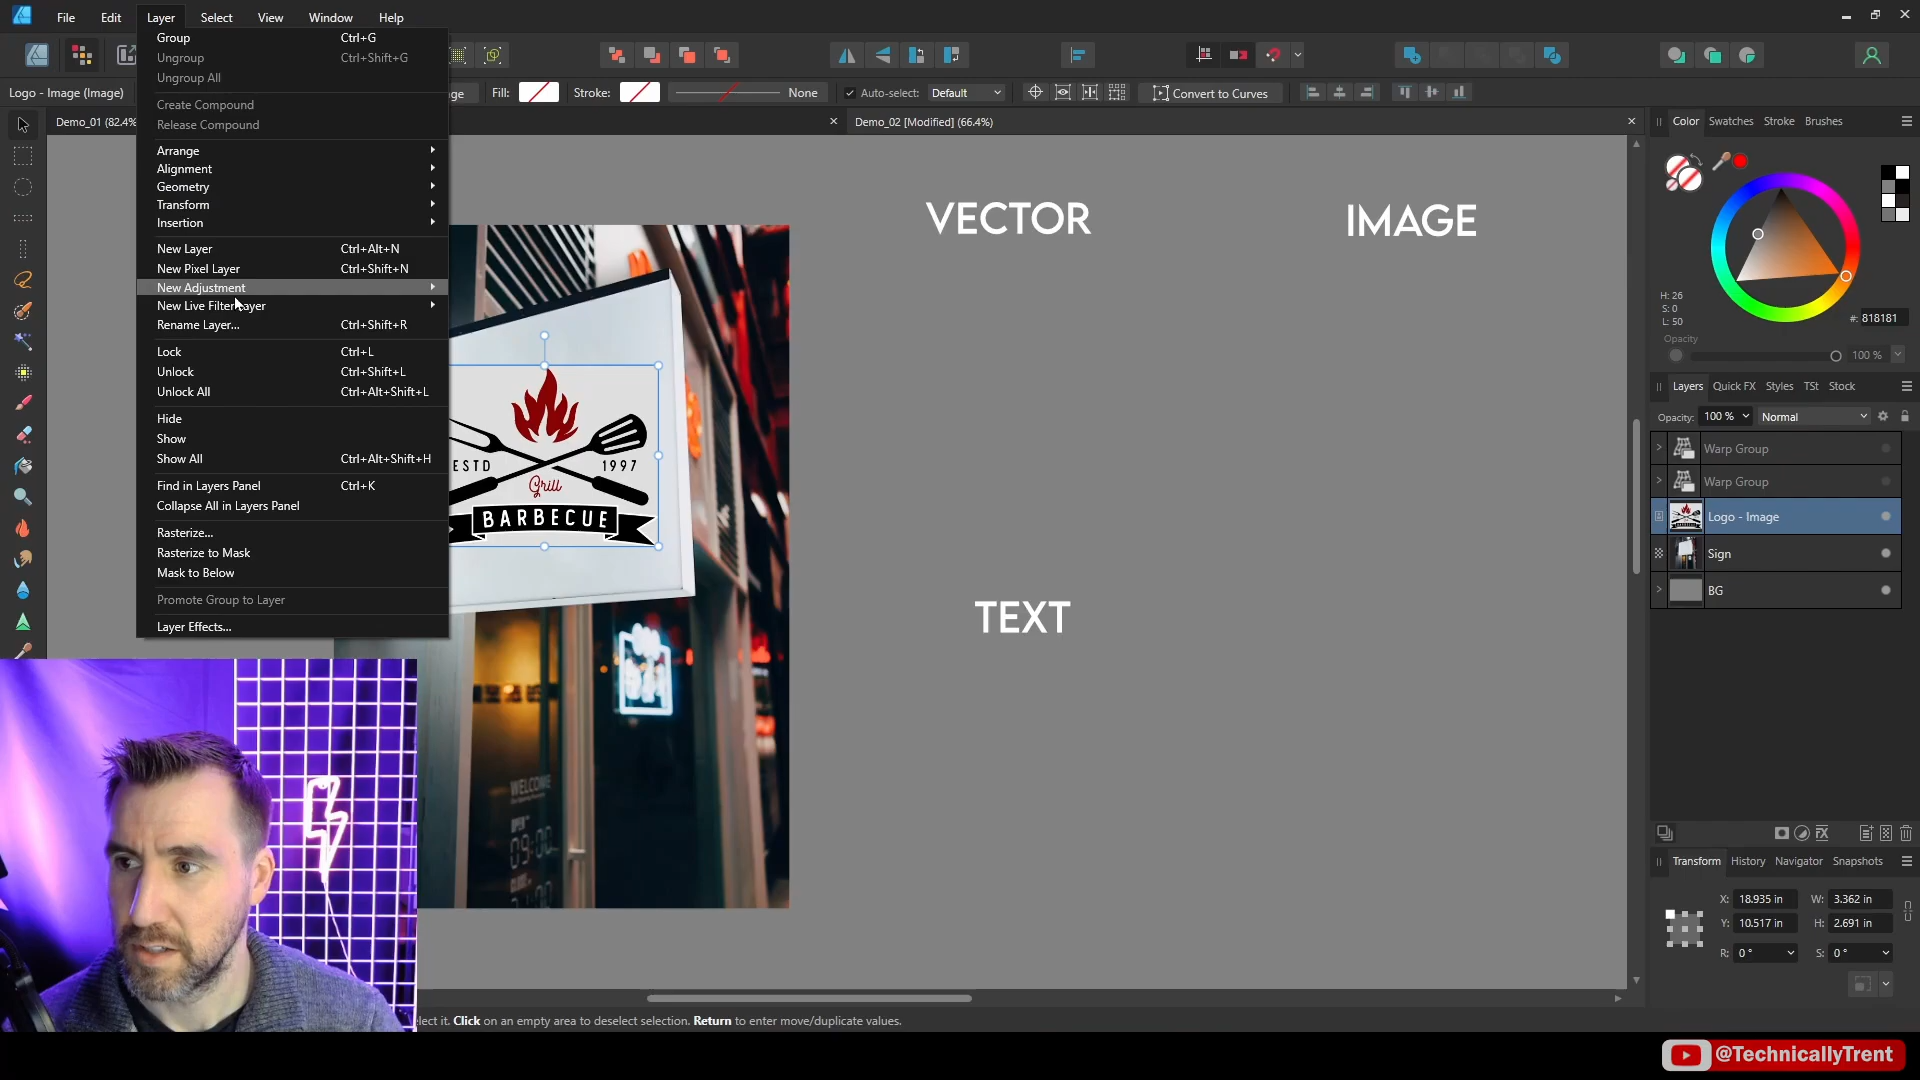 File Edit Layer Select View Window Help
Logo - Image (Image)
Fill: Stroke: None Auto-select: Default Convert to Curves
Demo_01 (82.4%
Demo_02 [Modified] (66.4%)
Group Ctrl+G
Ungroup Ctrl+Shift+G
Ungroup All
Create Compound
Release Compound
Arrange
Alignment
Geometry
Transform
Insertion
New Layer Ctrl+Alt+N
New Pixel Layer Ctrl+Shift+N
New Adjustment
New Live Filter Layer
Rename Layer... Ctrl+Shift+R
Lock Ctrl+L
Unlock Ctrl+Shift+L
Unlock All Ctrl+Alt+Shift+L
Hide
Show
Show All Ctrl+Alt+Shift+H
Find in Layers Panel Ctrl+K
Collapse All in Layers Panel
Rasterize...
Rasterize to Mask
Mask to Below
Promote Group to Layer
Layer Effects...
ESTD 1997
Grill
BARBECUE
WELCOME
VECTOR
IMAGE
TEXT
Color Swatches Stroke Brushes
H: 26
S: 0
L: 50
#: 818181
Opacity
100 %
Layers Quick FX Styles TSt Stock
Opacity: 100 % Normal
Warp Group
Warp Group
Logo - Image
Sign
BG
Transform History Navigator Snapshots
X: 18.935 in W: 3.362 in
Y: 10.517 in H: 2.691 in
R: 0 ° S: 0 °
lect it. Click on an empty area to deselect selection. Return to enter move/duplicate values.
@TechnicallyTrent